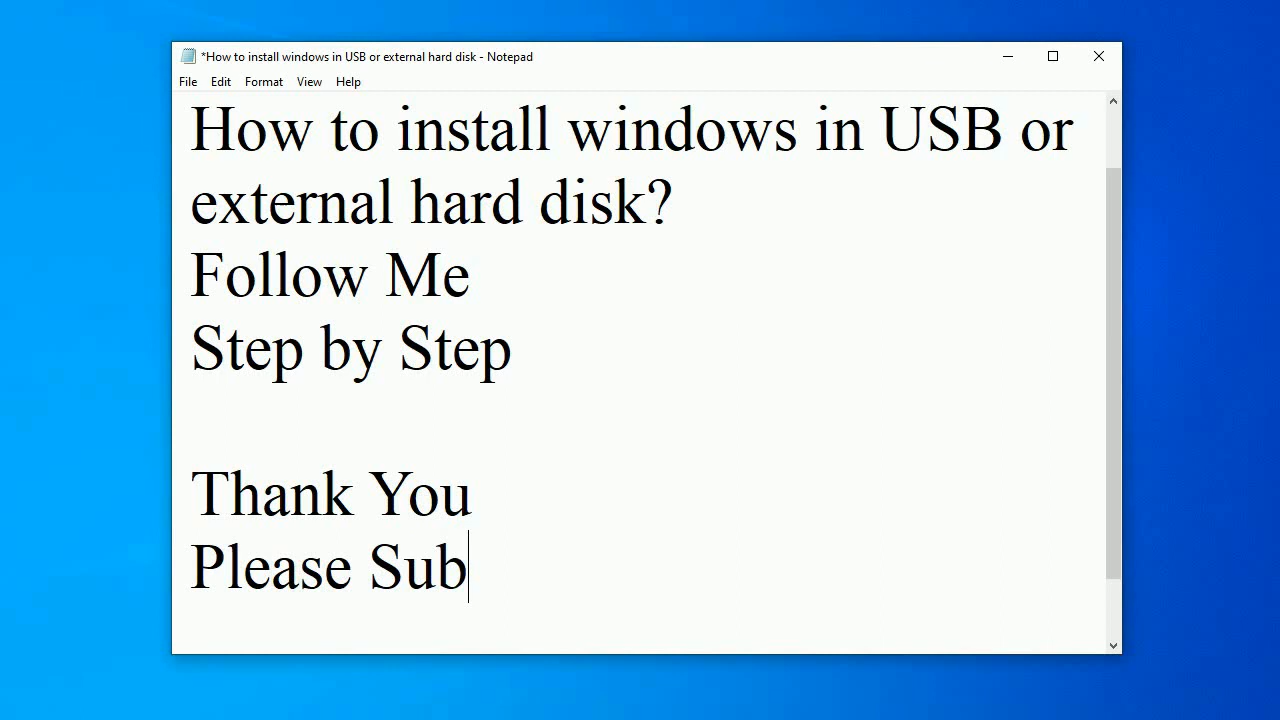 *How to install windows in USB or external hard disk - Notepad
File Edit Format View Help
How to install windows in USB or
external hard disk?
Follow Me
Step by Step
Thank You
Please Sub